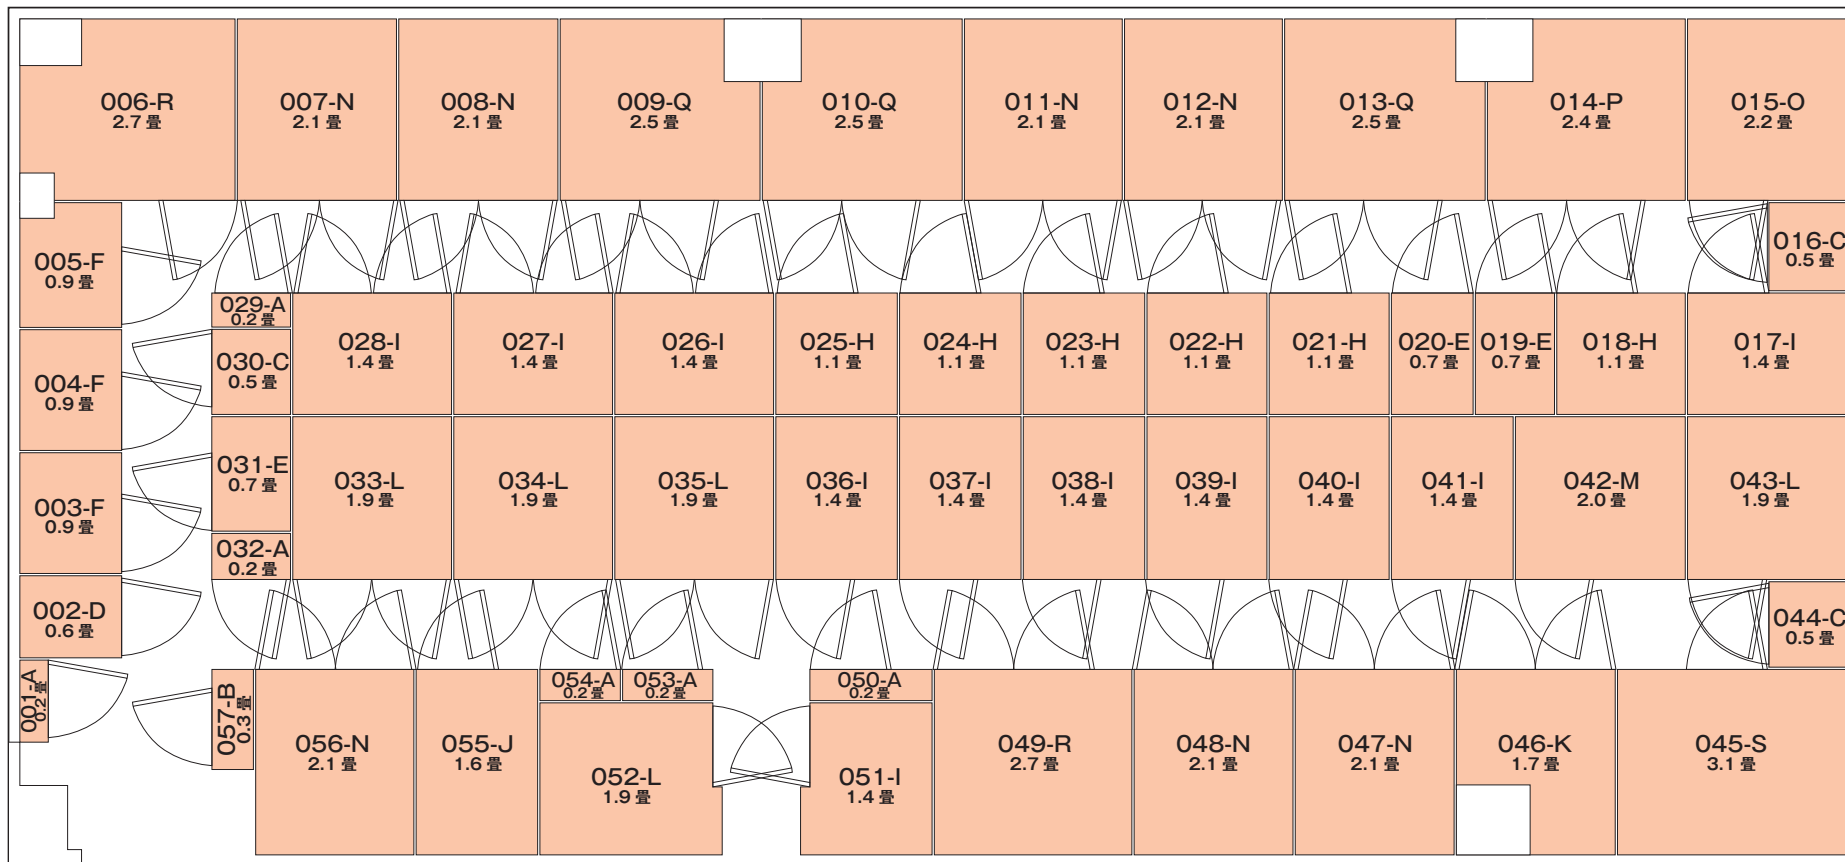 006-R
2.7 畳
007-N
2.1 畳
008-N
2.1 畳
009-Q
2.5 畳
010-Q
2.5 畳
011-N
2.1 畳
012-N
2.1 畳
013-Q
2.5 畳
014-P
2.4 畳
015-O
2.2 畳
005-F
0.9 畳
016-C
0.5 畳
029-A
0.2 畳
030-C
0.5 畳
028-I
1.4 畳
027-I
1.4 畳
026-I
1.4 畳
025-H
1.1 畳
024-H
1.1 畳
023-H
1.1 畳
022-H
1.1 畳
021-H
1.1 畳
020-E
0.7 畳
019-E
0.7 畳
018-H
1.1 畳
017-I
1.4 畳
004-F
0.9 畳
003-F
0.9 畳
031-E
0.7 畳
032-A
0.2 畳
033-L
1.9 畳
034-L
1.9 畳
035-L
1.9 畳
036-I
1.4 畳
037-I
1.4 畳
038-I
1.4 畳
039-I
1.4 畳
040-I
1.4 畳
041-I
1.4 畳
042-M
2.0 畳
043-L
1.9 畳
002-D
0.6 畳
044-C
0.5 畳
001-A
0.2 畳
057-B
0.3 畳
056-N
2.1 畳
055-J
1.6 畳
054-A
0.2 畳
053-A
0.2 畳
052-L
1.9 畳
050-A
0.2 畳
051-I
1.4 畳
049-R
2.7 畳
048-N
2.1 畳
047-N
2.1 畳
046-K
1.7 畳
045-S
3.1 畳